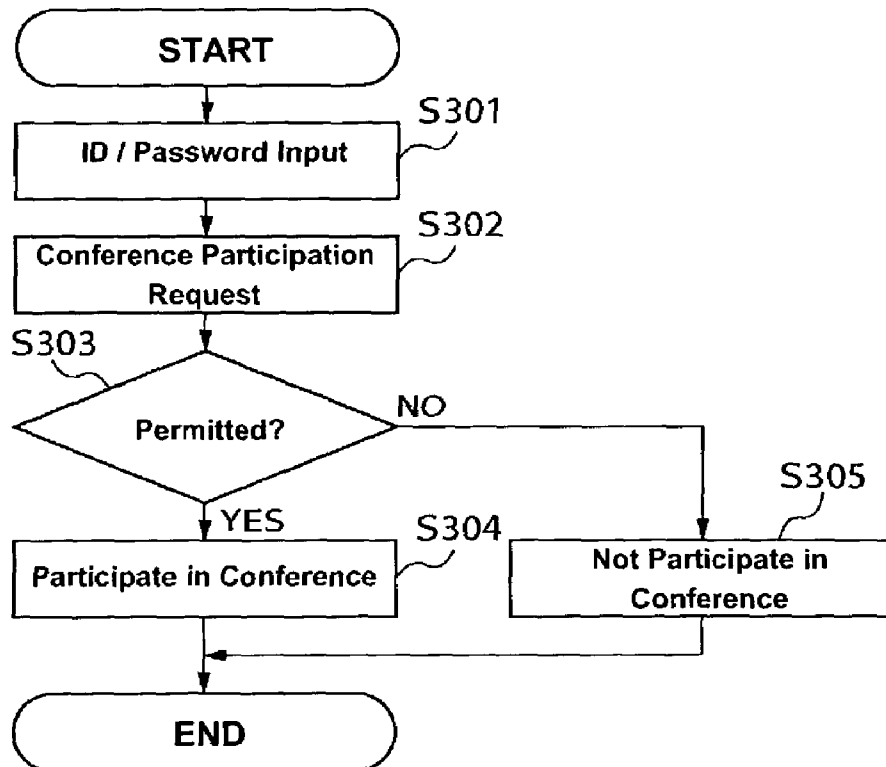 START
S301
ID / Password Input
S302
Conference Participation
Request
S303
Permitted?
NO
YES
S304
Participate in Conference
S305
Not Participate in
Conference
END